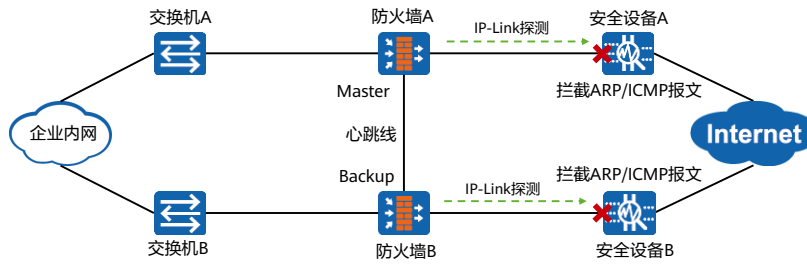 交换机A
防火墙A
IP-Link探测
安全设备A
Master
拦截ARP/ICMP报文
企业内网
心跳线
Internet
Backup
拦截ARP/ICMP报文
IP-Link探测
交换机B
防火墙B
安全设备B